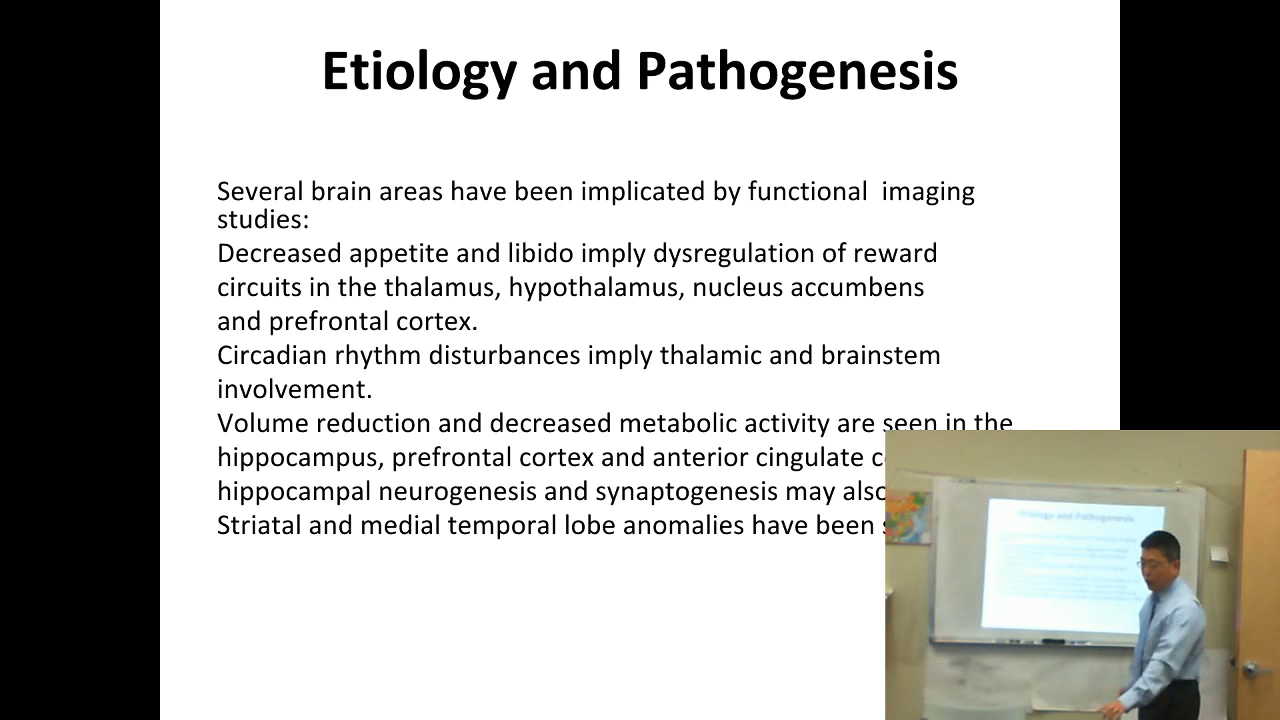 Etiology and Pathogenesis
Several brain areas have been implicated by functional  imaging
studies:
Decreased appetite and libido imply dysregulation of reward
circuits in the thalamus, hypothalamus, nucleus accumbens
and prefrontal cortex.
Circadian rhythm disturbances imply thalamic and brainstem
involvement.
Volume reduction and decreased metabolic activity are seen in the
hippocampus, prefrontal cortex and anterior cingulate
hippocampal neurogenesis and synaptogenesis may also
Striatal and medial temporal lobe anomalies have been
Etiology and Pathogenesis